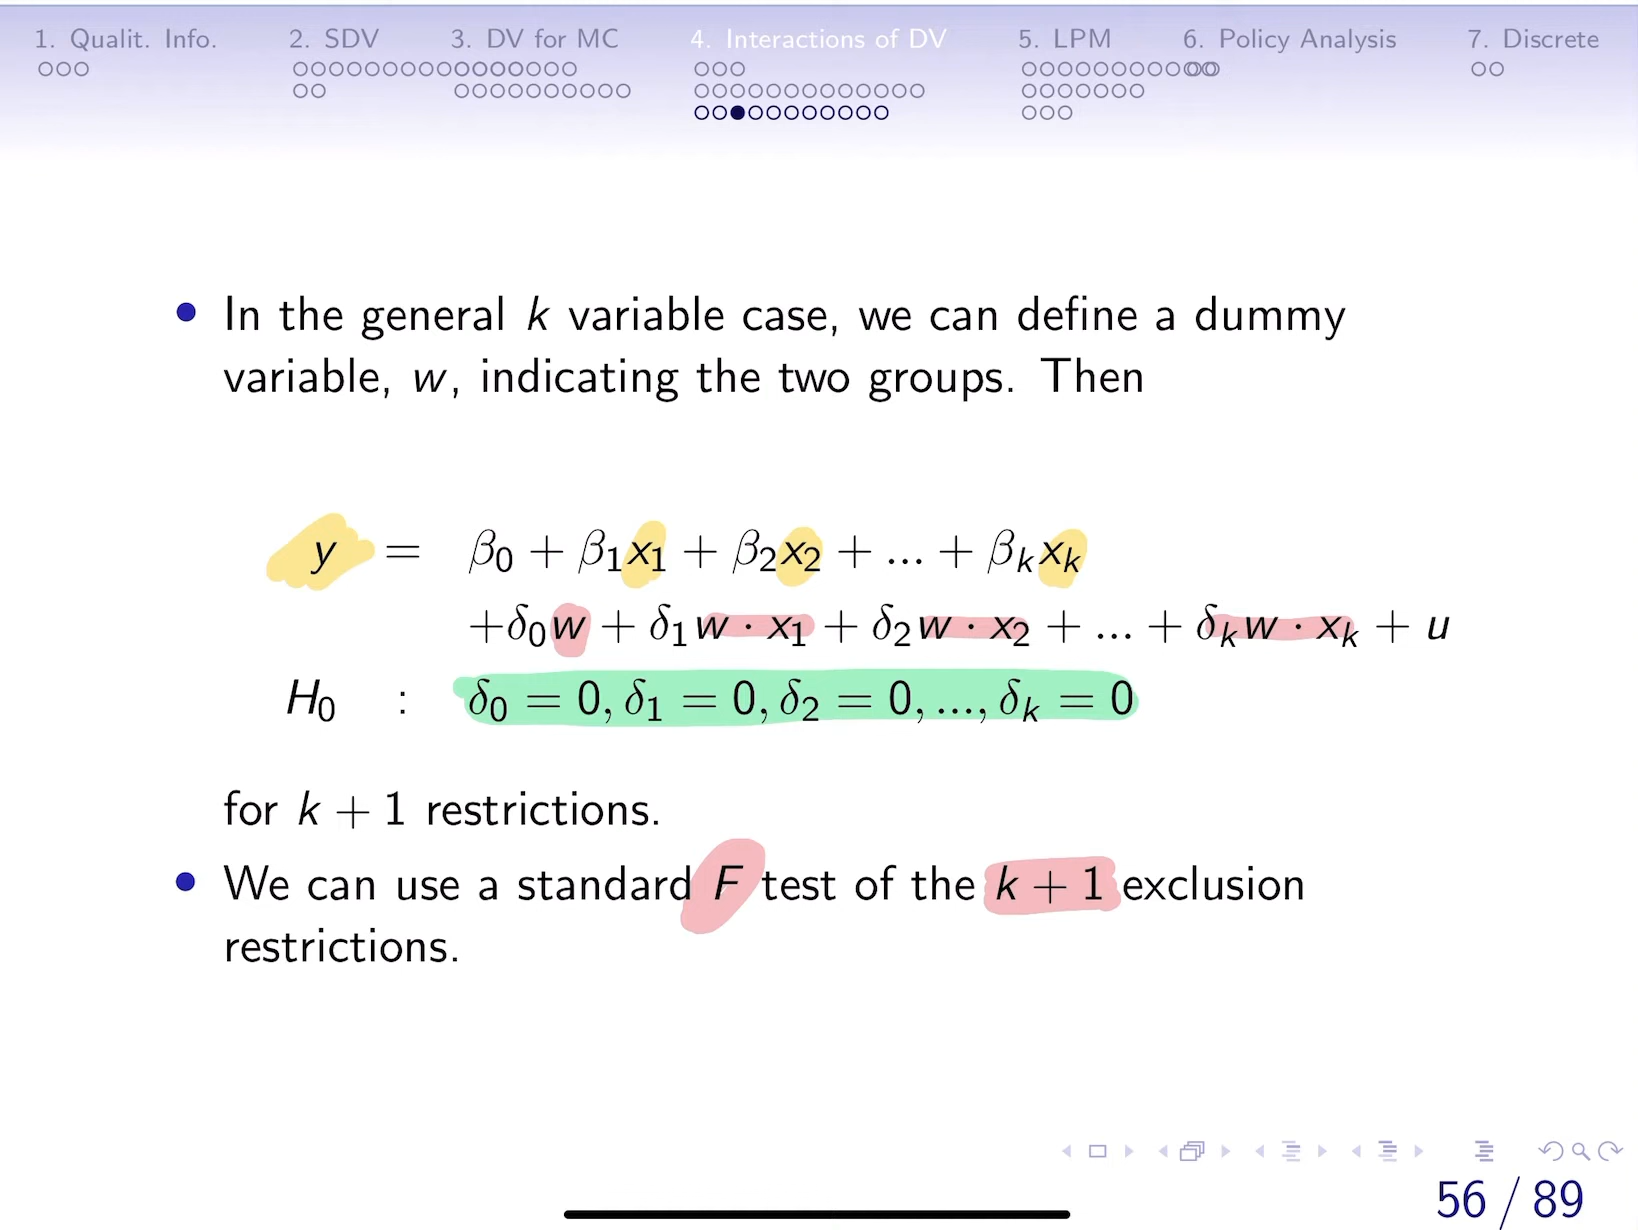 1. Qualit. Info. 2. SDV 3. DV for MC 4. Interactions of DV 5. LPM 6. Policy Analysis 7. Discrete
• In the general k variable case, we can define a dummy
variable, w, indicating the two groups. Then
y = β₀ + β₁x₁ + β₂x₂ + ... + βₖxₖ
+δ₀w + δ₁w · x₁ + δ₂w · x₂ + ... + δₖw · xₖ + u
H₀ : δ₀ = 0, δ₁ = 0, δ₂ = 0, ..., δₖ = 0
for k + 1 restrictions.
• We can use a standard F test of the k + 1 exclusion
restrictions.
56 / 89